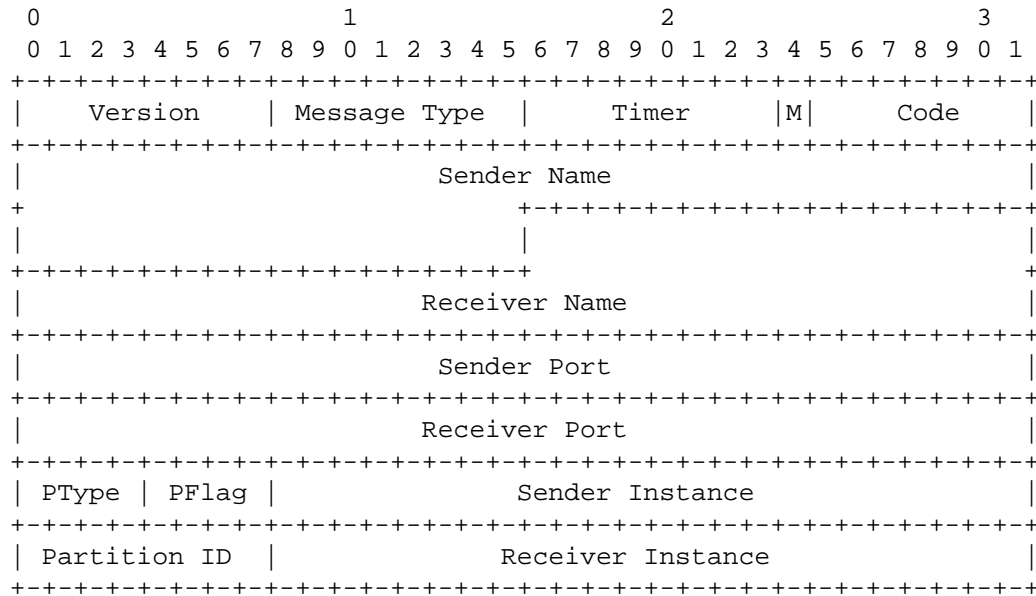 0                   1                   2                   3
 0 1 2 3 4 5 6 7 8 9 0 1 2 3 4 5 6 7 8 9 0 1 2 3 4 5 6 7 8 9 0 1
+-+-+-+-+-+-+-+-+-+-+-+-+-+-+-+-+-+-+-+-+-+-+-+-+-+-+-+-+-+-+-+-+
|    Version    | Message Type  |     Timer     |M|     Code    |
+-+-+-+-+-+-+-+-+-+-+-+-+-+-+-+-+-+-+-+-+-+-+-+-+-+-+-+-+-+-+-+-+
|                          Sender Name                          |
+                               +-+-+-+-+-+-+-+-+-+-+-+-+-+-+-+-+
|                               |                               |
+-+-+-+-+-+-+-+-+-+-+-+-+-+-+-+-+                               +
|                         Receiver Name                         |
+-+-+-+-+-+-+-+-+-+-+-+-+-+-+-+-+-+-+-+-+-+-+-+-+-+-+-+-+-+-+-+-+
|                          Sender Port                          |
+-+-+-+-+-+-+-+-+-+-+-+-+-+-+-+-+-+-+-+-+-+-+-+-+-+-+-+-+-+-+-+-+
|                         Receiver Port                         |
+-+-+-+-+-+-+-+-+-+-+-+-+-+-+-+-+-+-+-+-+-+-+-+-+-+-+-+-+-+-+-+-+
| PType | PFlag |               Sender Instance                 |
+-+-+-+-+-+-+-+-+-+-+-+-+-+-+-+-+-+-+-+-+-+-+-+-+-+-+-+-+-+-+-+-+
| Partition ID  |              Receiver Instance                |
+-+-+-+-+-+-+-+-+-+-+-+-+-+-+-+-+-+-+-+-+-+-+-+-+-+-+-+-+-+-+-+-+